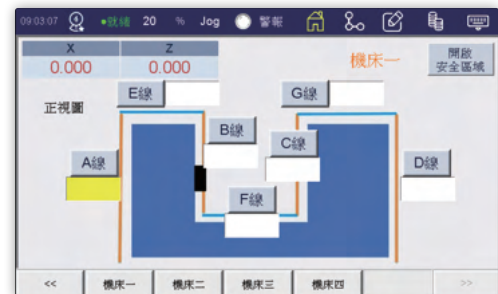 09:03:07 •就緒 20 % Jog 警報
X Z
0.000 0.000
機床一
開啟
安全區域
正視圖
E線
G線
B線
C線
A線
D線
F線
<< 機床一 機床二 機床三 機床四 >>